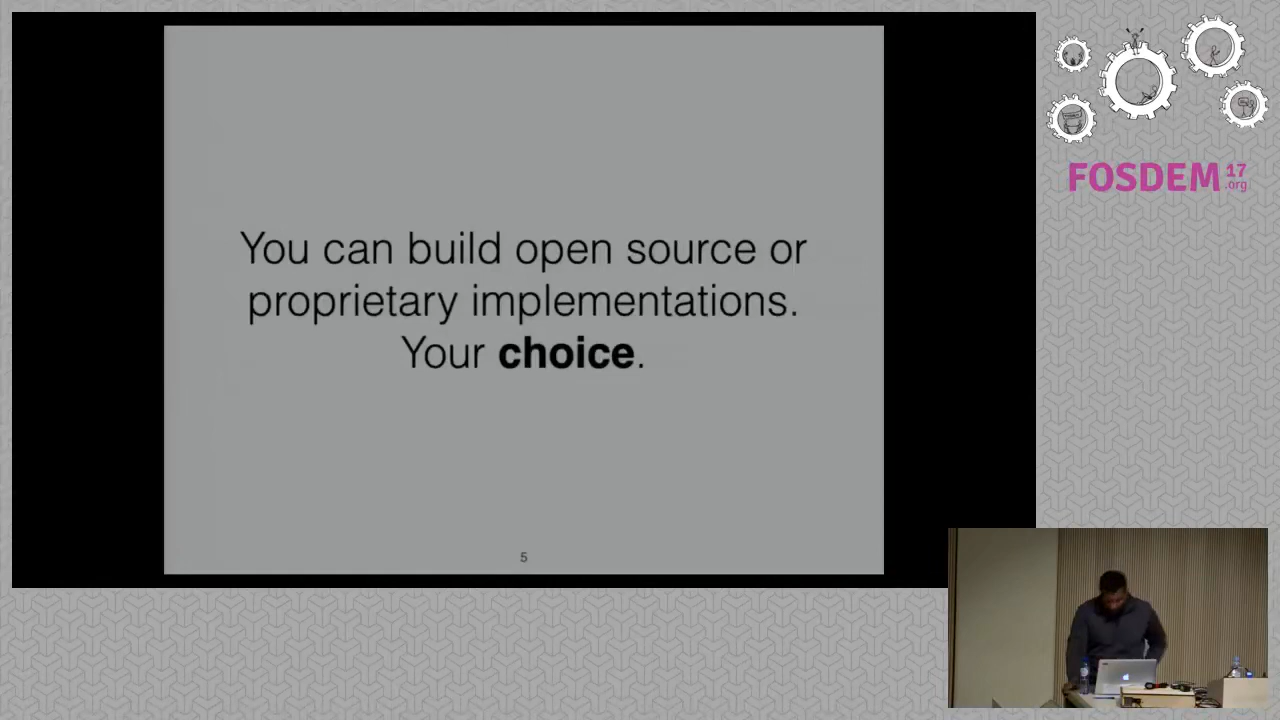 You can build open source or
proprietary implementations.
Your choice.
5
FOSDEM 17
.org